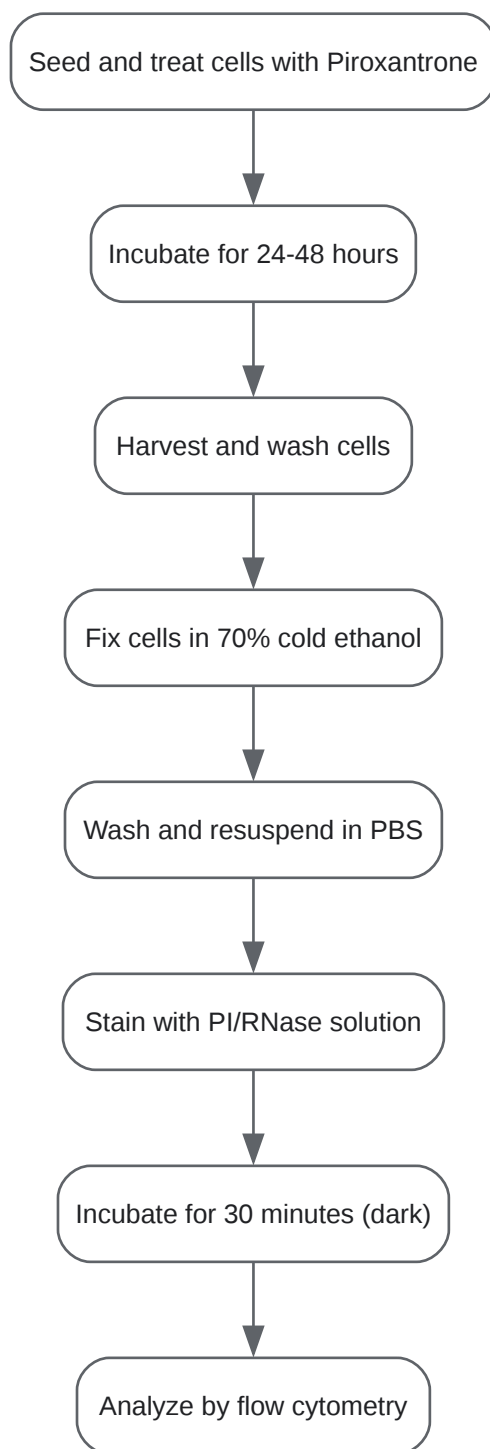 Seed and treat cells with Piroxantrone
Incubate for 24-48 hours
Harvest and wash cells
Fix cells in 70% cold ethanol
Wash and resuspend in PBS
Stain with PI/RNase solution
Incubate for 30 minutes (dark)
Analyze by flow cytometry